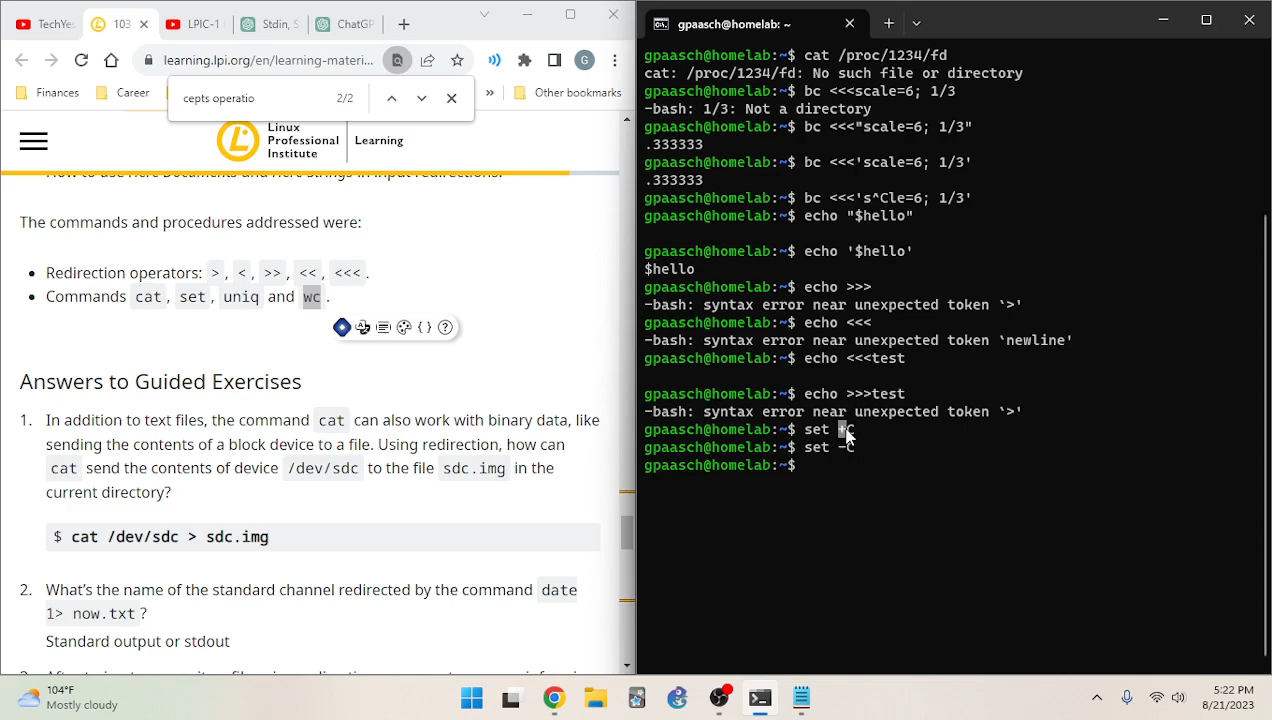 TechYes
103
LPIC-1
Stdin, S
ChatGP
learning.lpi.org/en/learning-materi...
G
Finances
Career
cepts operatio
2/2
»
Other bookmarks
Linux
Professional
Institute
Learning
How to use Here Documents and Here strings in input redirections.
The commands and procedures addressed were:
Redirection operators: >, <, >>, <<, <<<.
Commands cat, set, uniq and wc.
Answers to Guided Exercises
1. In addition to text files, the command cat can also work with binary data, like
sending the contents of a block device to a file. Using redirection, how can
cat send the contents of device /dev/sdc to the file sdc.img in the
current directory?
$ cat /dev/sdc > sdc.img
2. What's the name of the standard channel redirected by the command date
1> now.txt?
Standard output or stdout
gpaasch@homelab: ~
gpaasch@homelab:~$ cat /proc/1234/fd
cat: /proc/1234/fd: No such file or directory
gpaasch@homelab:~$ bc <<<scale=6; 1/3
-bash: 1/3: Not a directory
gpaasch@homelab:~$ bc <<<"scale=6; 1/3"
.333333
gpaasch@homelab:~$ bc <<<'scale=6; 1/3'
.333333
gpaasch@homelab:~$ bc <<<'s^Cle=6; 1/3'
gpaasch@homelab:~$ echo "$hello"
gpaasch@homelab:~$ echo '$hello'
$hello
gpaasch@homelab:~$ echo >>>
-bash: syntax error near unexpected token `>'
gpaasch@homelab:~$ echo <<<
-bash: syntax error near unexpected token `newline'
gpaasch@homelab:~$ echo <<<test
gpaasch@homelab:~$ echo >>>test
-bash: syntax error near unexpected token `>'
gpaasch@homelab:~$ set +C
gpaasch@homelab:~$ set -C
gpaasch@homelab:~$
104°F
Mostly cloudy
5:22 PM
8/21/2023